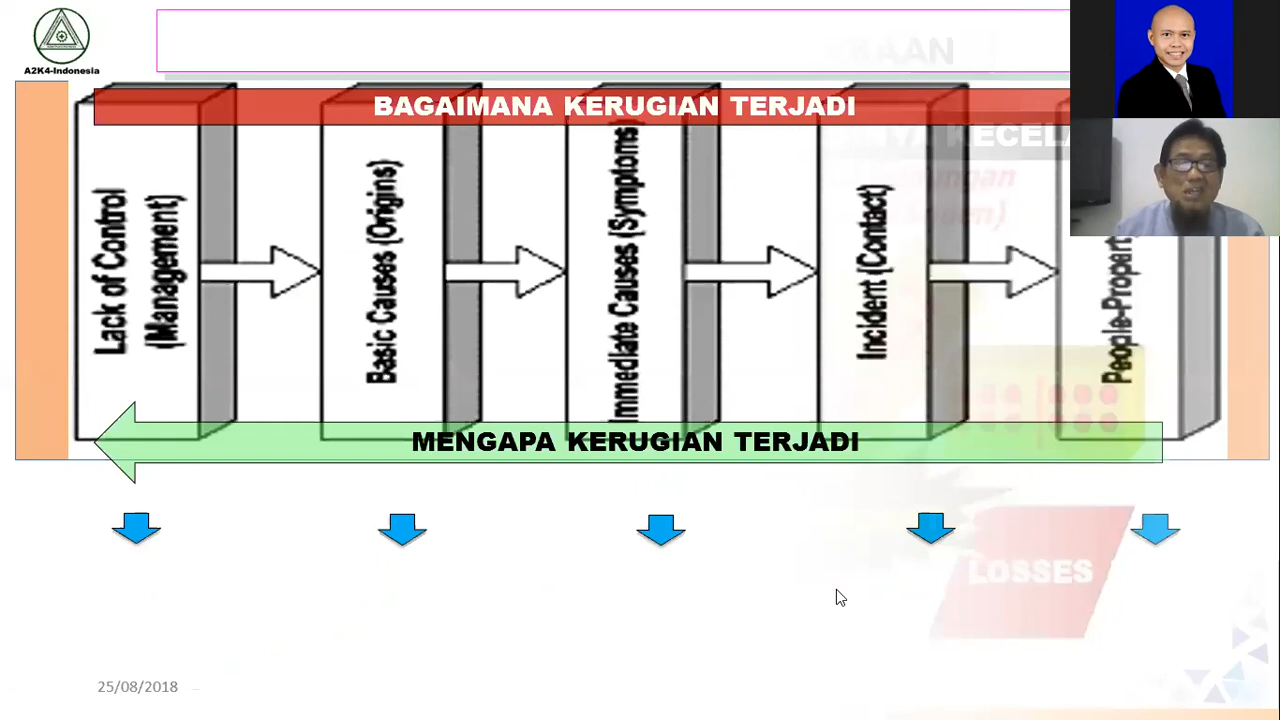 A2K4-Indonesia
BAGAIMANA KERUGIAN TERJADI
Lack of Control
(Management)
Basic Causes (Origins)
Immediate Causes (Symptoms)
Incident (Contact)
People-Property
MENGAPA KERUGIAN TERJADI
LOSSES
25/08/2018